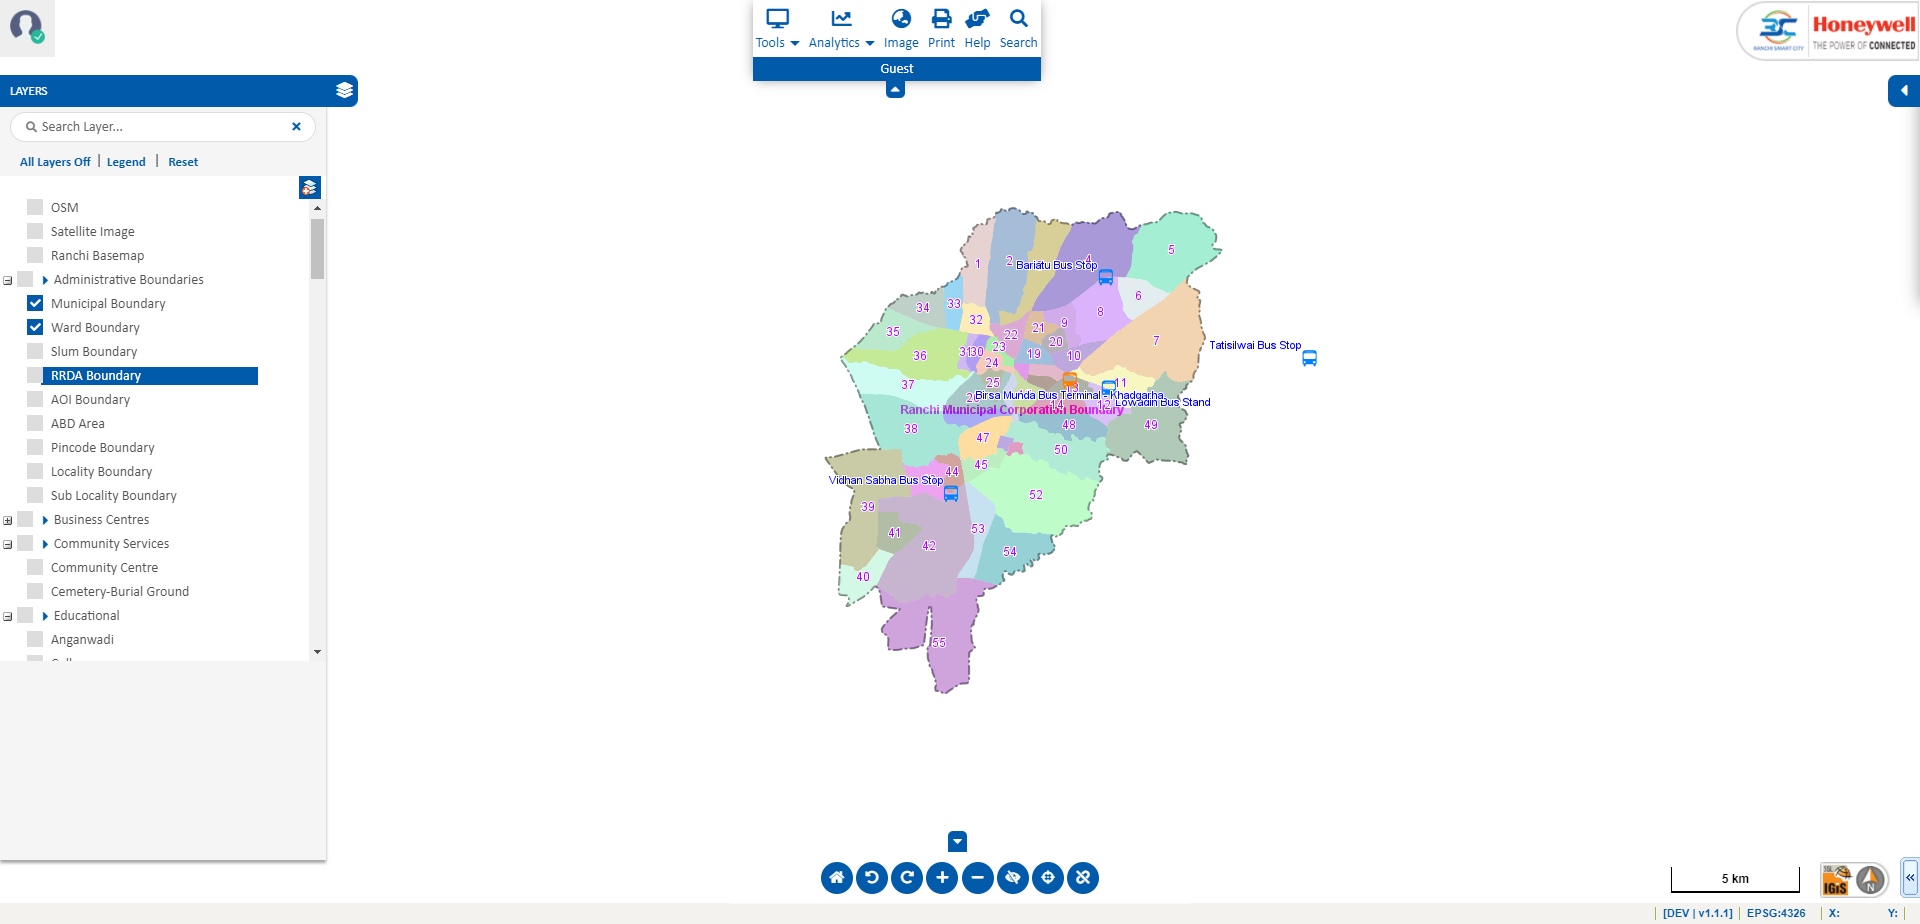 Tools
Analytics
Image
Print
Help
Search
Guest
RANCHI SMART CITY
Honeywell
THE POWER OF CONNECTED
LAYERS
Search Layer...
All Layers Off | Legend | Reset
OSM
Satellite Image
Ranchi Basemap
Administrative Boundaries
Municipal Boundary
Ward Boundary
Slum Boundary
RRDA Boundary
AOI Boundary
ABD Area
Pincode Boundary
Locality Boundary
Sub Locality Boundary
Business Centres
Community Services
Community Centre
Cemetery-Burial Ground
Educational
Anganwadi
1
2
4
5
Bariatu Bus Stop
6
33
34
8
32
9
21
35
22
20
7
Tatisilwai Bus Stop
23
19
31
30
36
10
24
25
37
11
13
Birsa Munda Bus Terminal - Khadgarha
14
12
Lowadih Bus Stand
Ranchi Municipal Corporation Boundary
38
48
49
47
50
45
44
Vidhan Sabha Bus Stop
52
39
41
53
42
54
40
55
5 km
IGiS
N
[DEV | v1.1.1]
EPSG:4326
X:
Y: